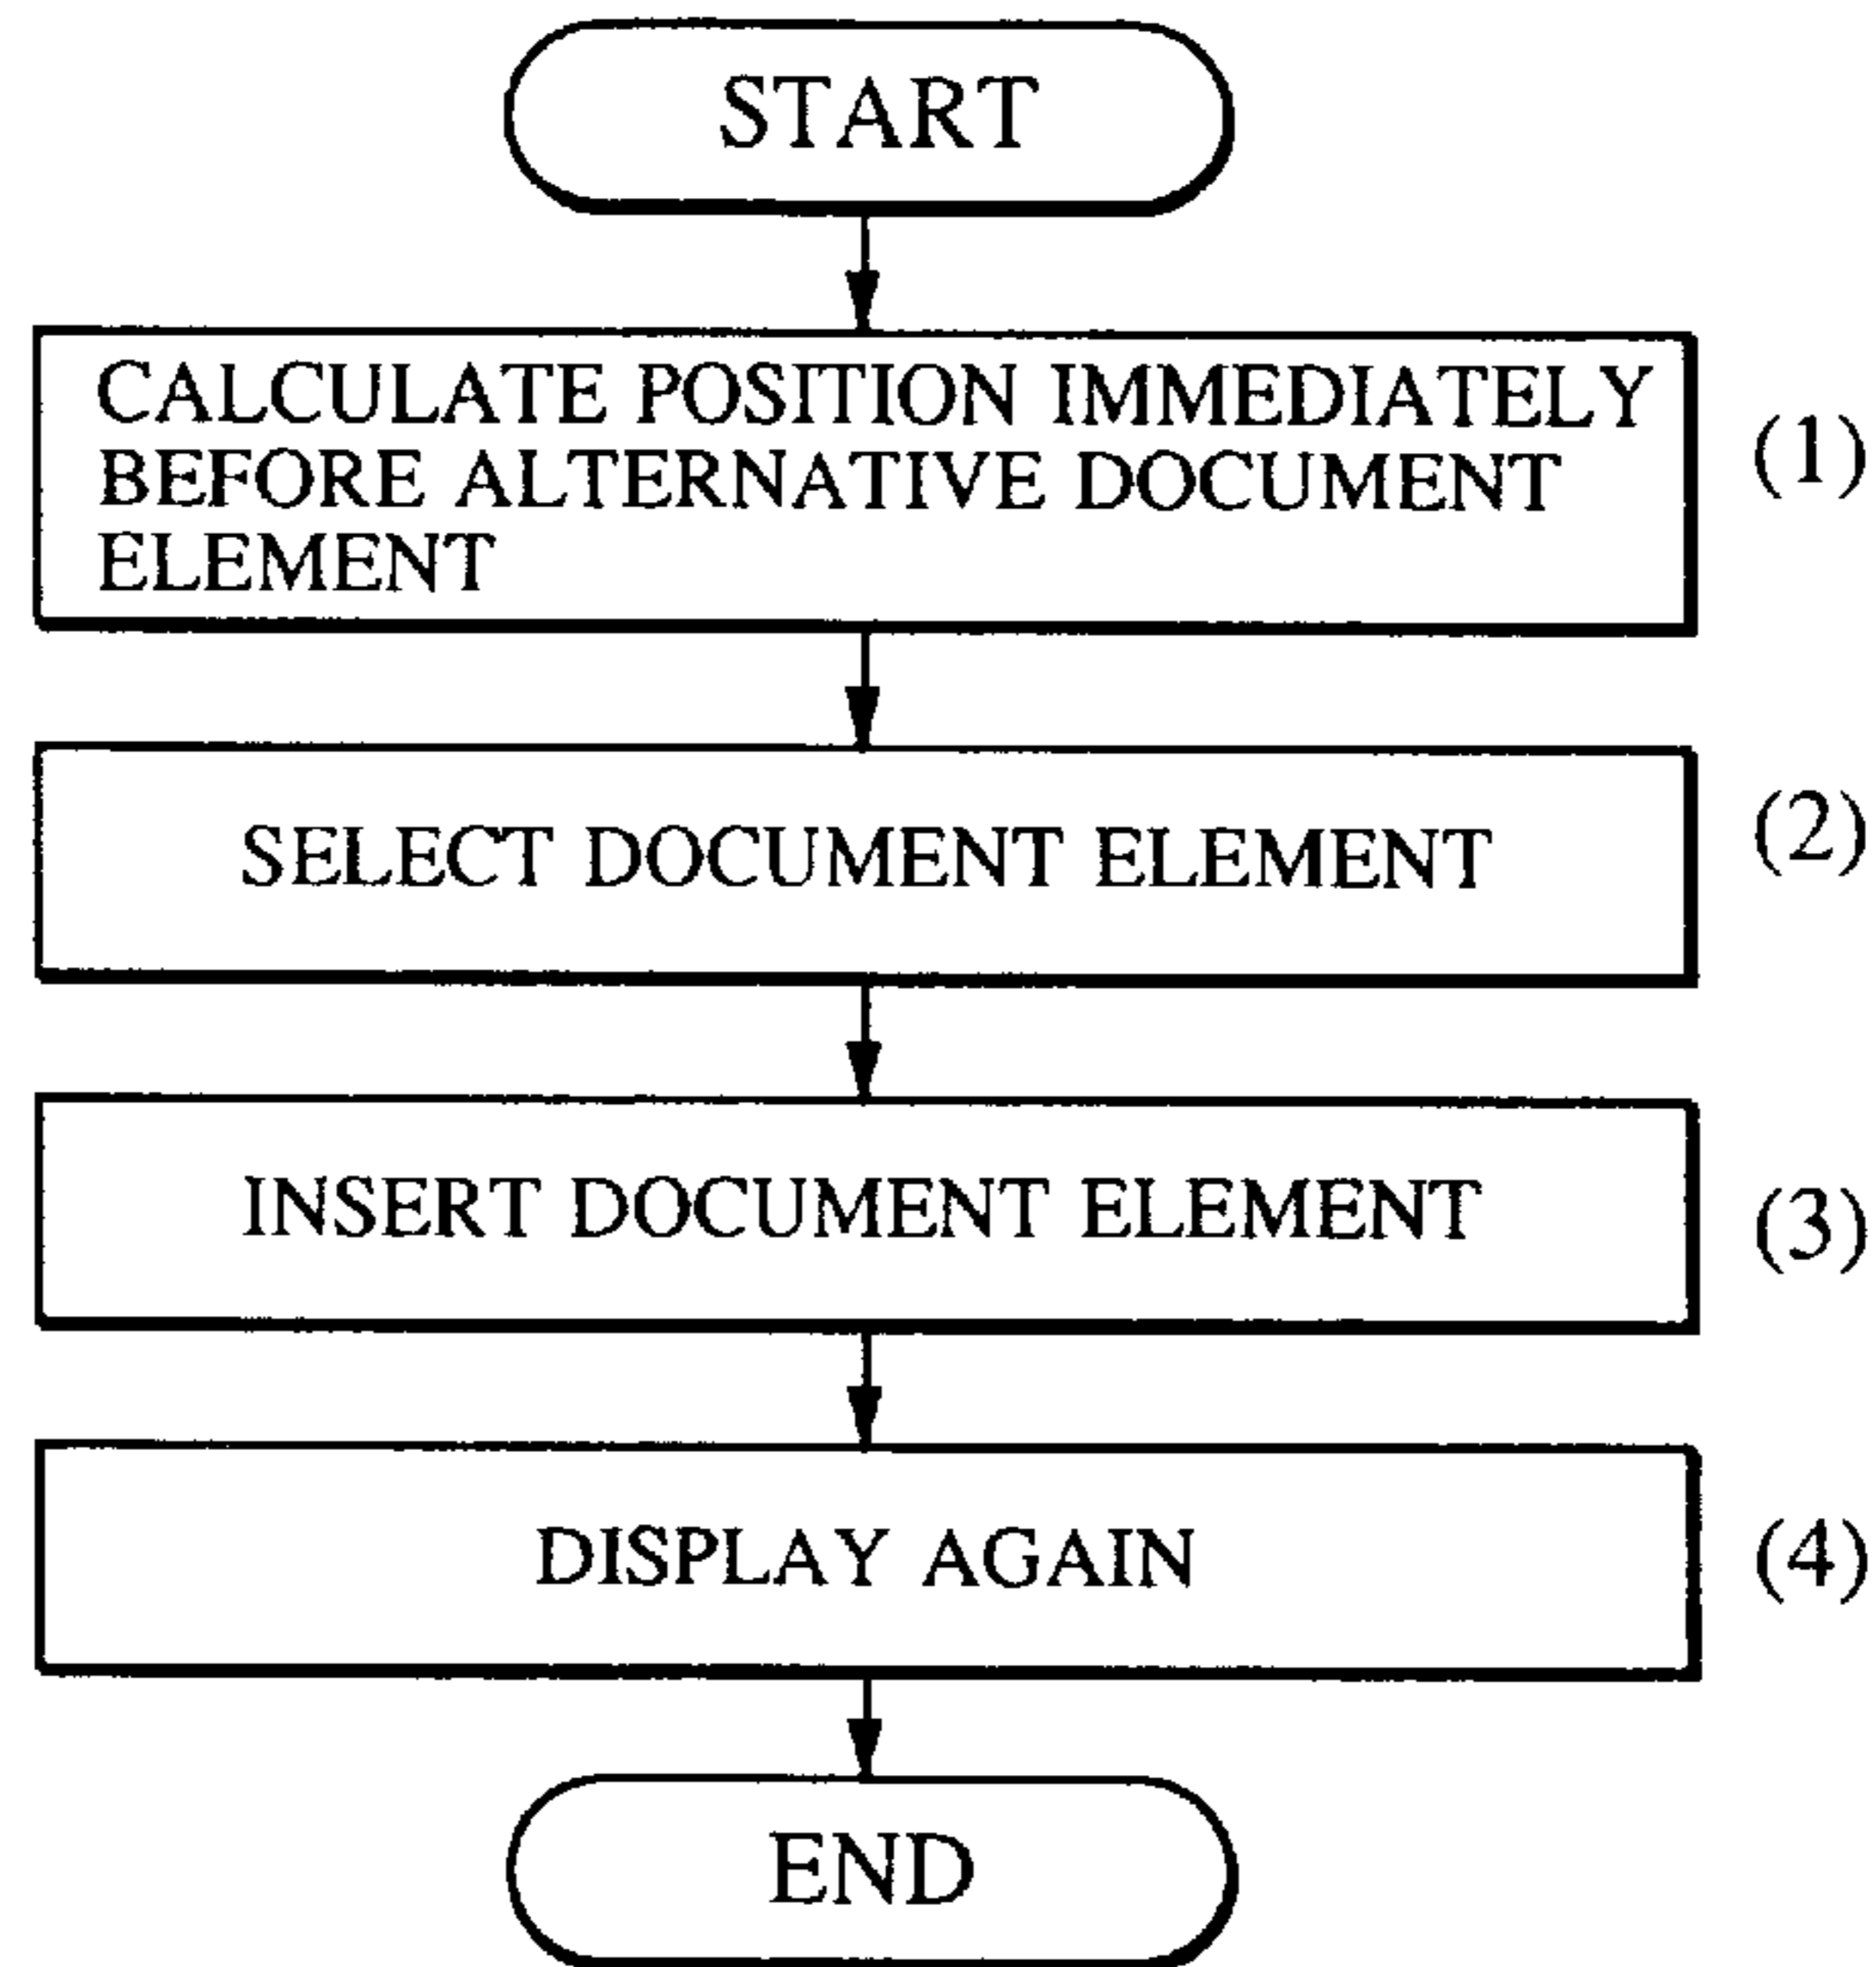 START
CALCULATE POSITION IMMEDIATELY
BEFORE ALTERNATIVE DOCUMENT
ELEMENT
(1)
SELECT DOCUMENT ELEMENT
(2)
INSERT DOCUMENT ELEMENT
(3)
DISPLAY AGAIN
(4)
END